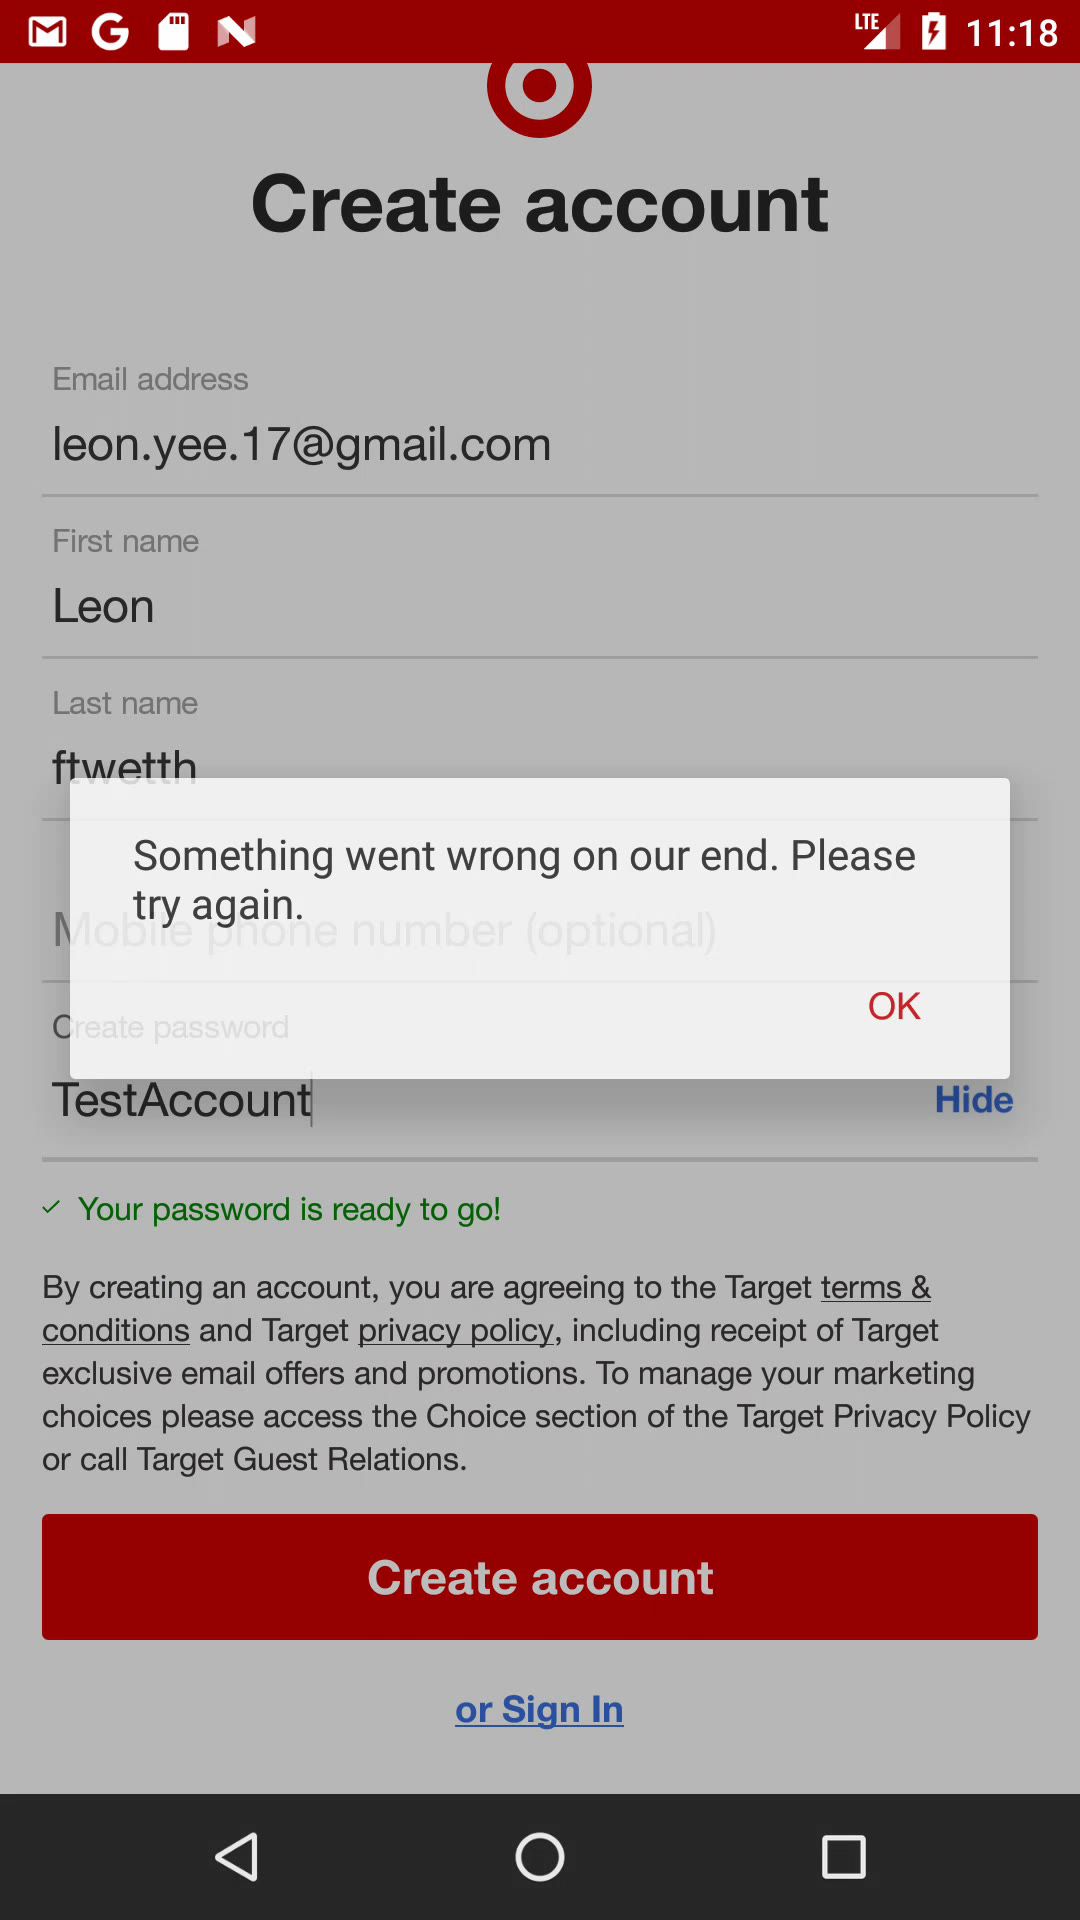 LTE 11:18
Create account
Email address
leon.yee.17@gmail.com
First name
Leon
Last name
ftwetth
Something went wrong on our end. Please
try again.
Mobile phone number (optional)
OK
Create password
TestAccount
Hide
Your password is ready to go!
By creating an account, you are agreeing to the Target terms &
conditions and Target privacy policy, including receipt of Target
exclusive email offers and promotions. To manage your marketing
choices please access the Choice section of the Target Privacy Policy
or call Target Guest Relations.
Create account
or Sign In